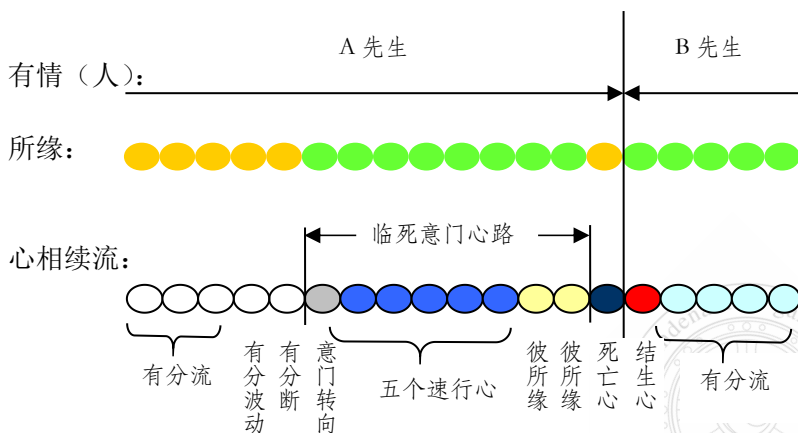 A 先生
B 先生
有情（人）：
所缘：
临死意门心路
心相续流：
有分流
有分波动
有分断
意门转向
五个速行心
彼所缘
彼所缘
死亡心
结生心
有分流